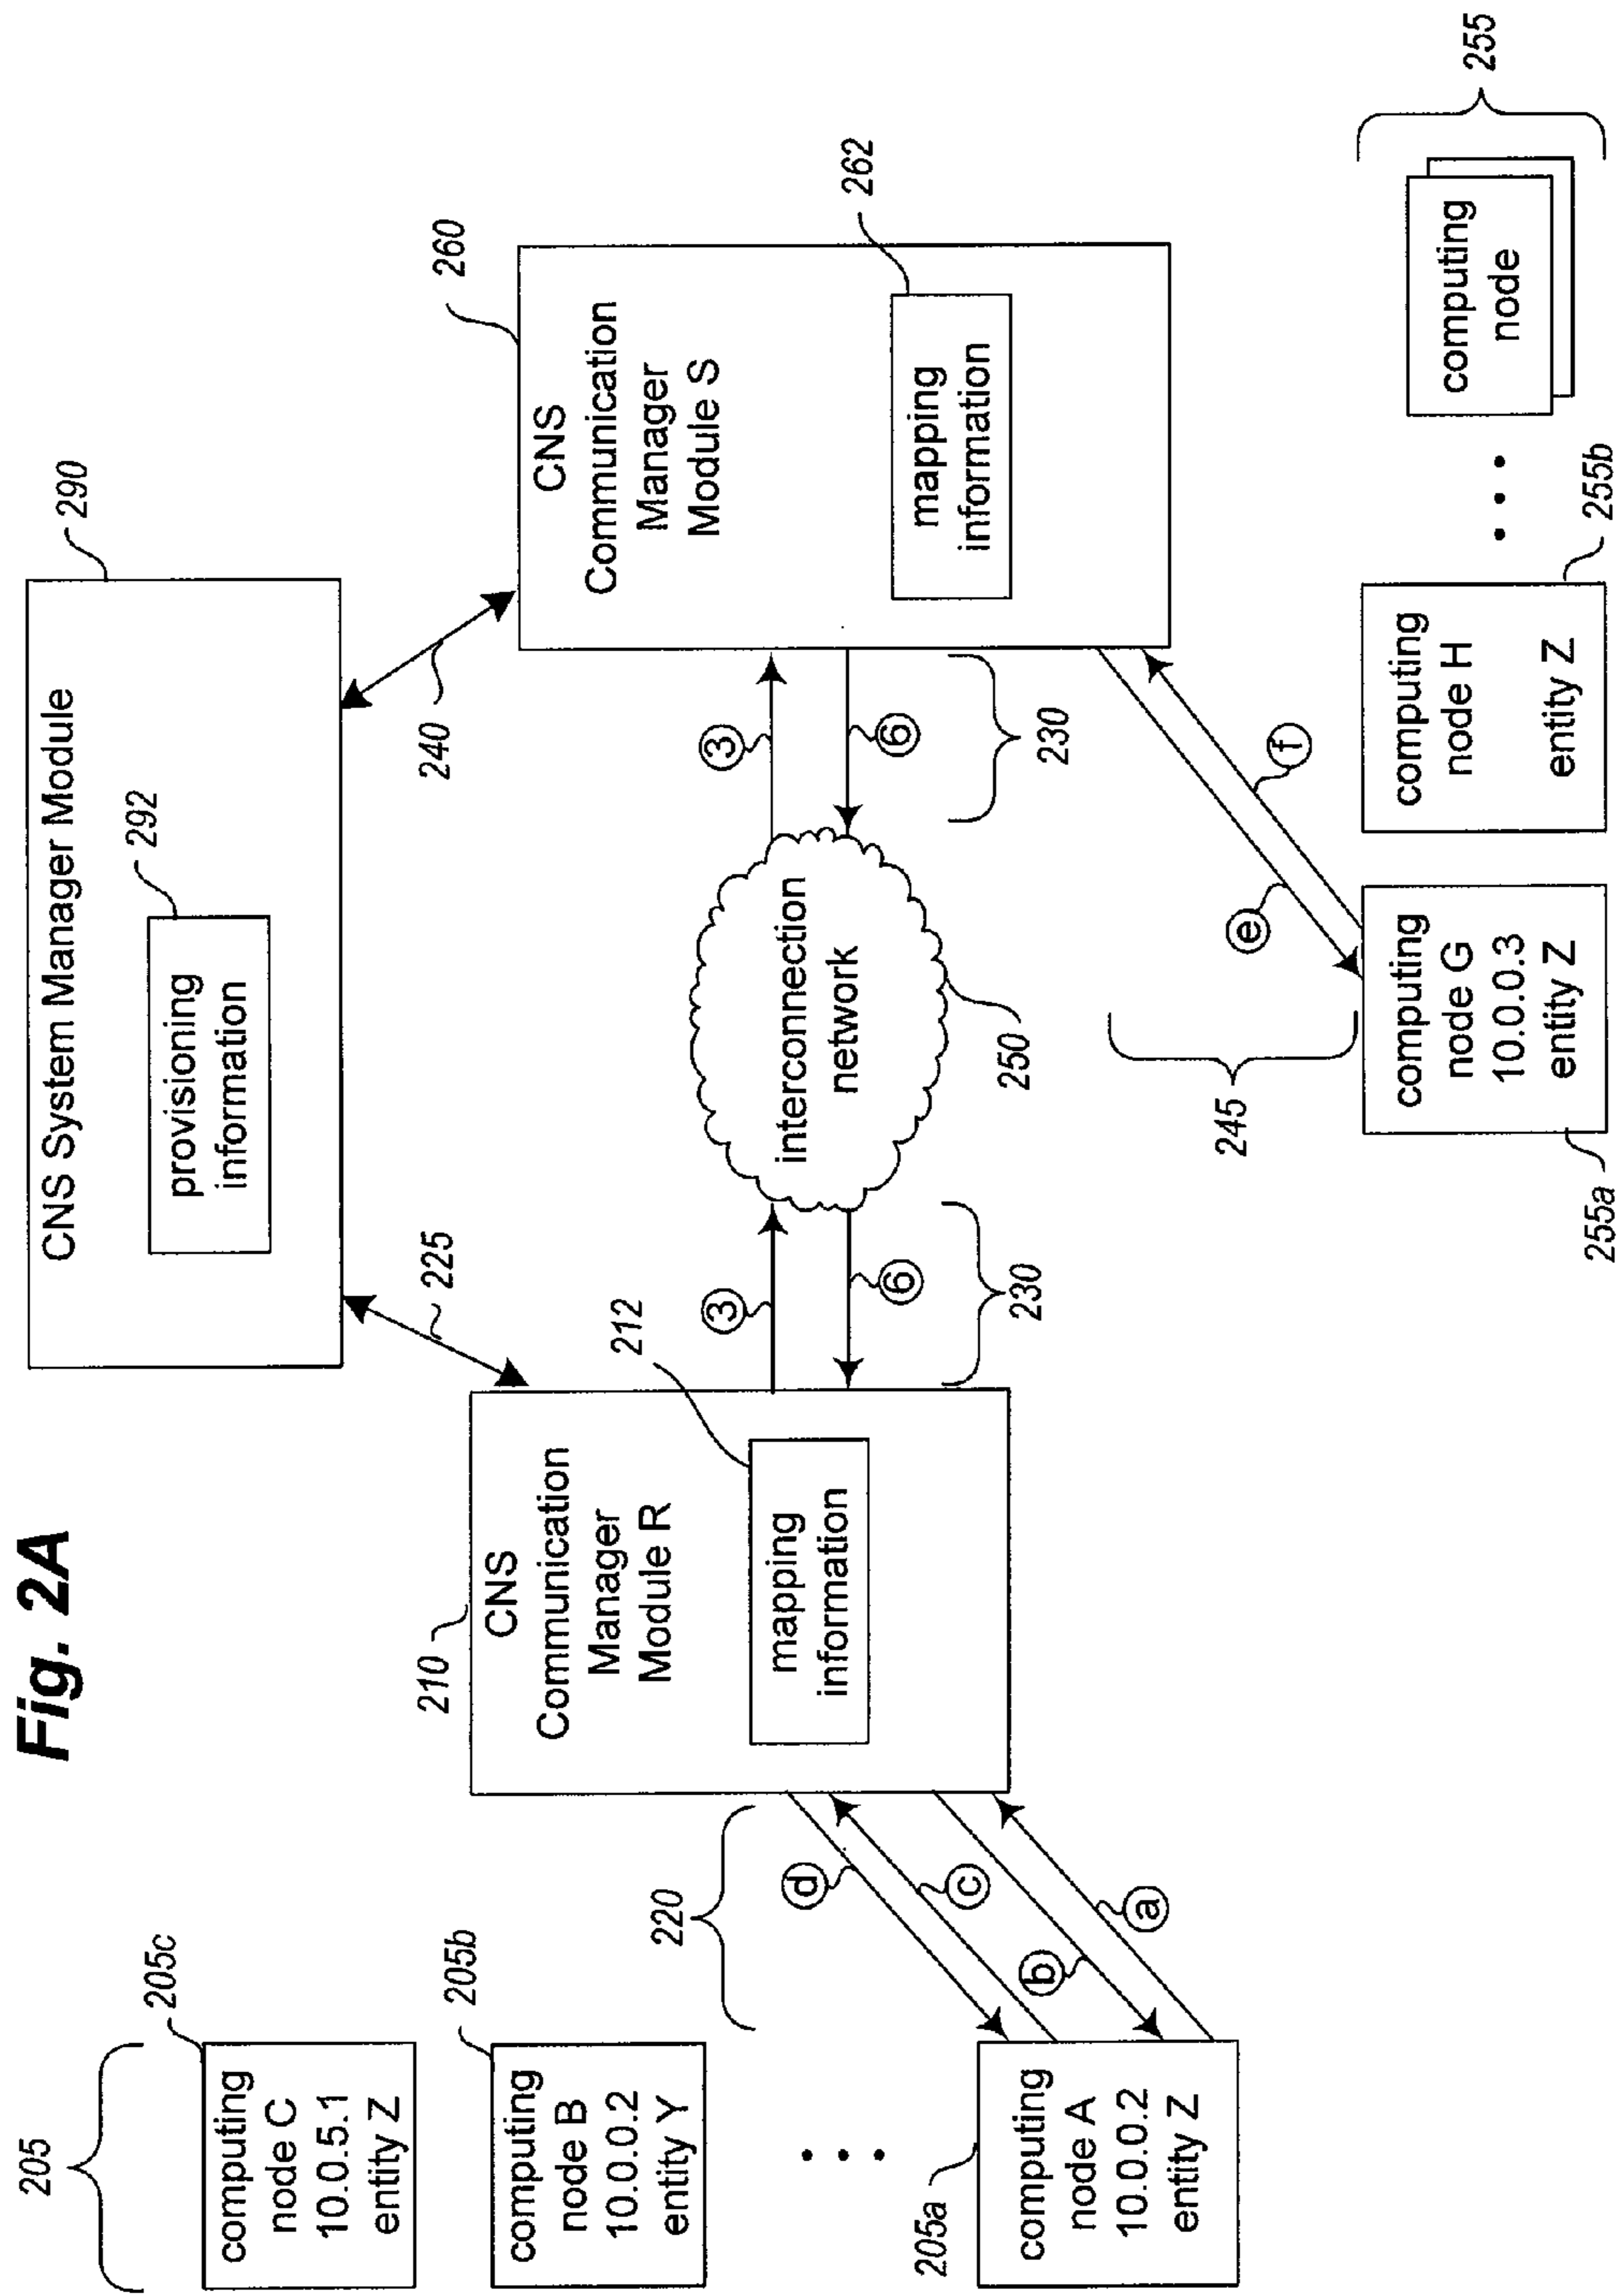 Fig. 2A
CNS System Manager Module
290
provisioning
information
292
225
240
205
205c
computing
node C
10.0.5.1
entity Z
205b
computing
node B
10.0.0.2
entity Y
205a
computing
node A
10.0.0.2
entity Z
220
d
c
b
a
210
CNS
Communication
Manager
Module R
212
mapping
information
3
6
230
interconnection
network
250
3
6
230
260
CNS
Communication
Manager
Module S
262
mapping
information
245
e
f
255a
computing
node G
10.0.0.3
entity Z
255b
computing
node H
entity Z
computing
node
255